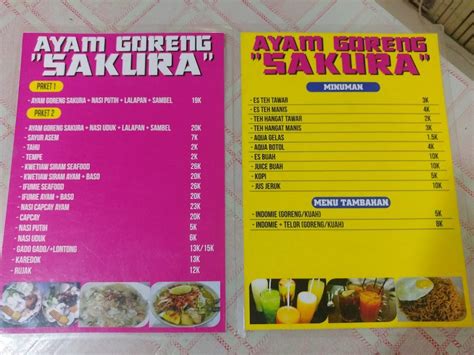 AYAM GORENG
"SAKURA"
PAKET 1
- AYAM GORENG SAKURA + NASI PUTIH + LALAPAN + SAMBEL 19K
PAKET 2
- AYAM GORENG SAKURA + NASI UDUK + LALAPAN + SAMBEL 20K
- SAYUR ASEM 7K
- TAHU 2K
- TEMPE 2K
- KWETIAW SIRAM SEAFOOD 26K
- KWETIAW SIRAM AYAM + BASO 20K
- IFUMIE SEAFOOD 26K
- IFUMIE AYAM + BASO 20K
- NASI CAPCAY AYAM 23K
- CAPCAY 20K
- NASI PUTIH 5K
- NASI UDUK 6K
- GADO GADO/+LONTONG 13K/15K
- KAREDOK 13K
- RUJAK 12K
AYAM GORENG
"SAKURA"
MINUMAN
- ES TEH TAWAR 3K
- ES TEH MANIS 4K
- TEH HANGAT TAWAR 2K
- TEH HANGAT MANIS 3K
- AQUA GELAS 1.5K
- AQUA BOTOL 4K
- ES BUAH 10K
- JUICE BUAH 10K
- KOPI 5K
- JUS JERUK 10K
MENU TAMBAHAN
- INDOMIE (GORENG/KUAH) 5K
- INDOMIE + TELOR (GORENG/KUAH) 8K